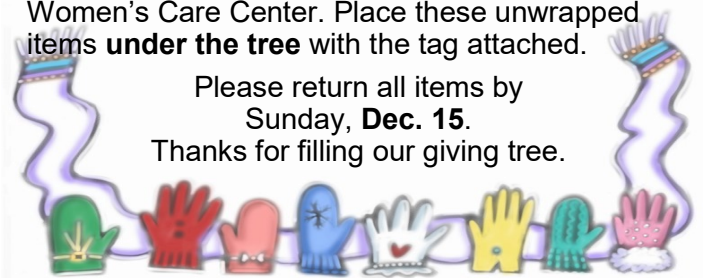 Women’s Care Center. Place these unwrapped
items under the tree with the tag attached.
Please return all items by
Sunday, Dec. 15.
Thanks for filling our giving tree.